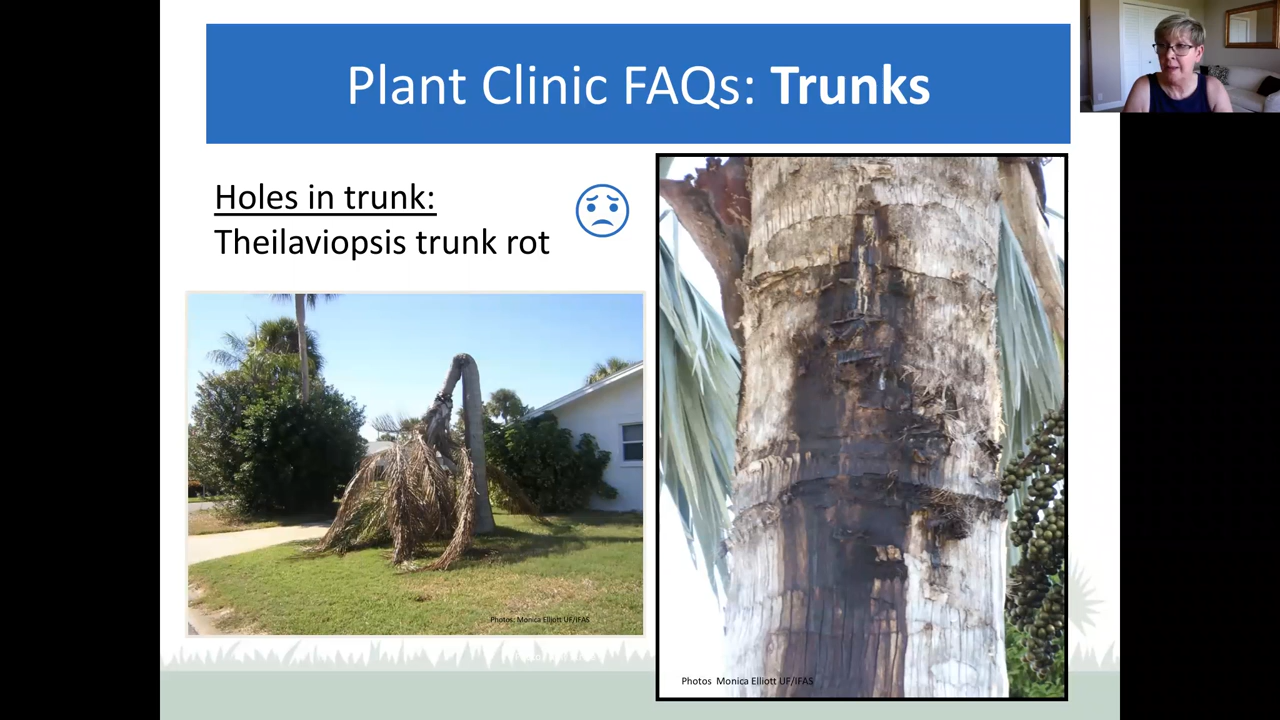 Plant Clinic FAQs: Trunks
Holes in trunk:
Theilaviopsis trunk rot
Photos: Monica Elljott UF/IFAS
Photos Monica Elliott UF/IFAS